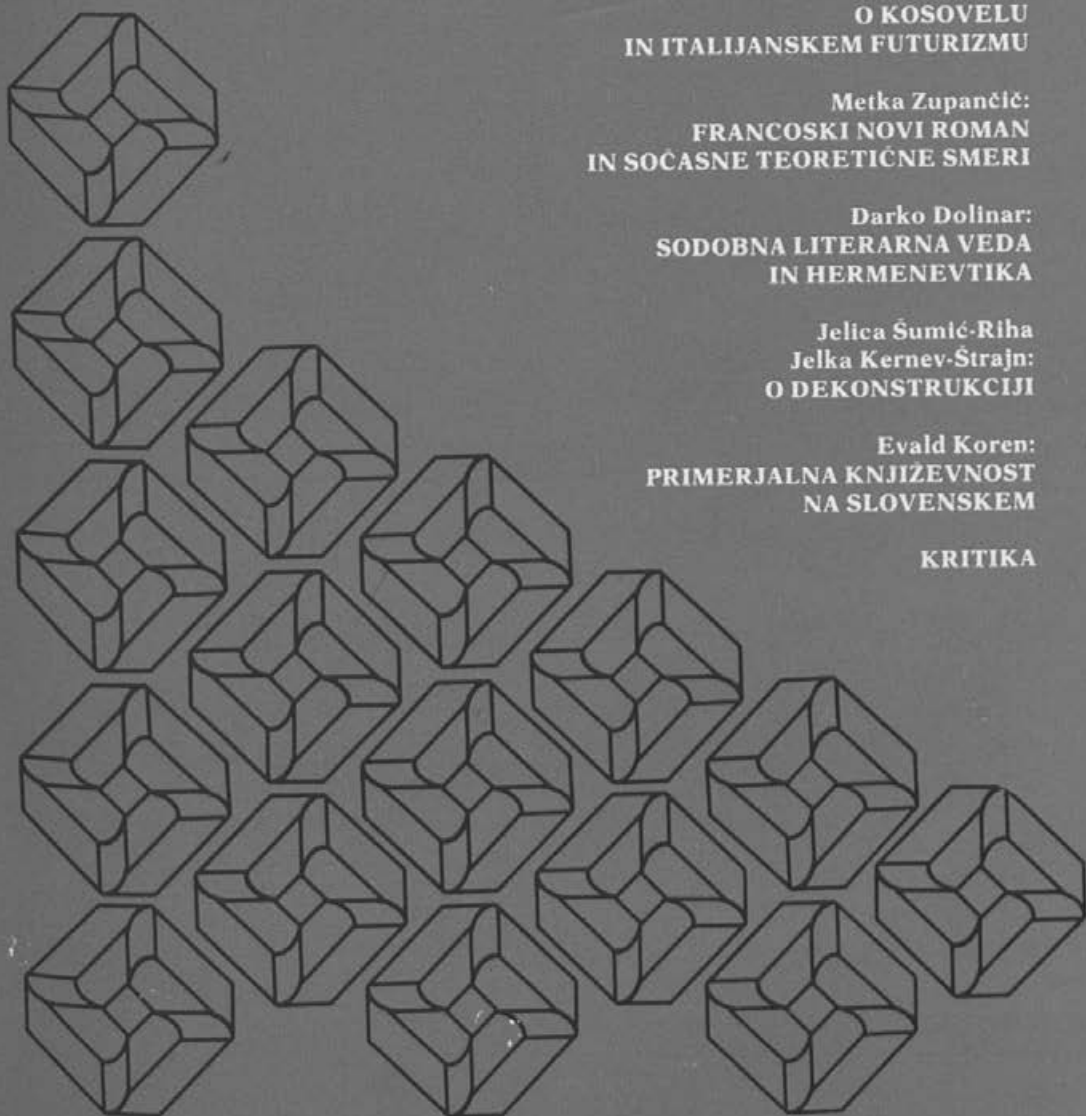 O KOSOVELU
IN ITALIJANSKEM FUTURIZMU
Metka Zupančič:
FRANCOSKI NOVI ROMAN
IN SOČASNE TEORETIČNE SMERI
Darko Dolinar:
SODOBNA LITERARNA VEDA
IN HERMENEVTIKA
Jelica Šumić-Riha
Jelka Kernev-Štrajn:
O DEKONSTRUKCIJI
Evald Koren:
PRIMERJALNA KNJIŽEVNOST
NA SLOVENSKEM
KRITIKA